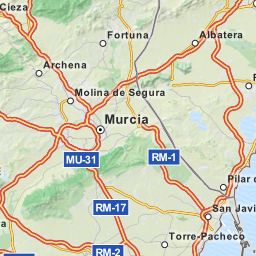 Cieza
Fortuna
Albatera
Archena
Molina de Segura
Murcia
MU-31
RM-1
Pilar d
RM-17
San Javi
Torre-Pacheco
RM-2